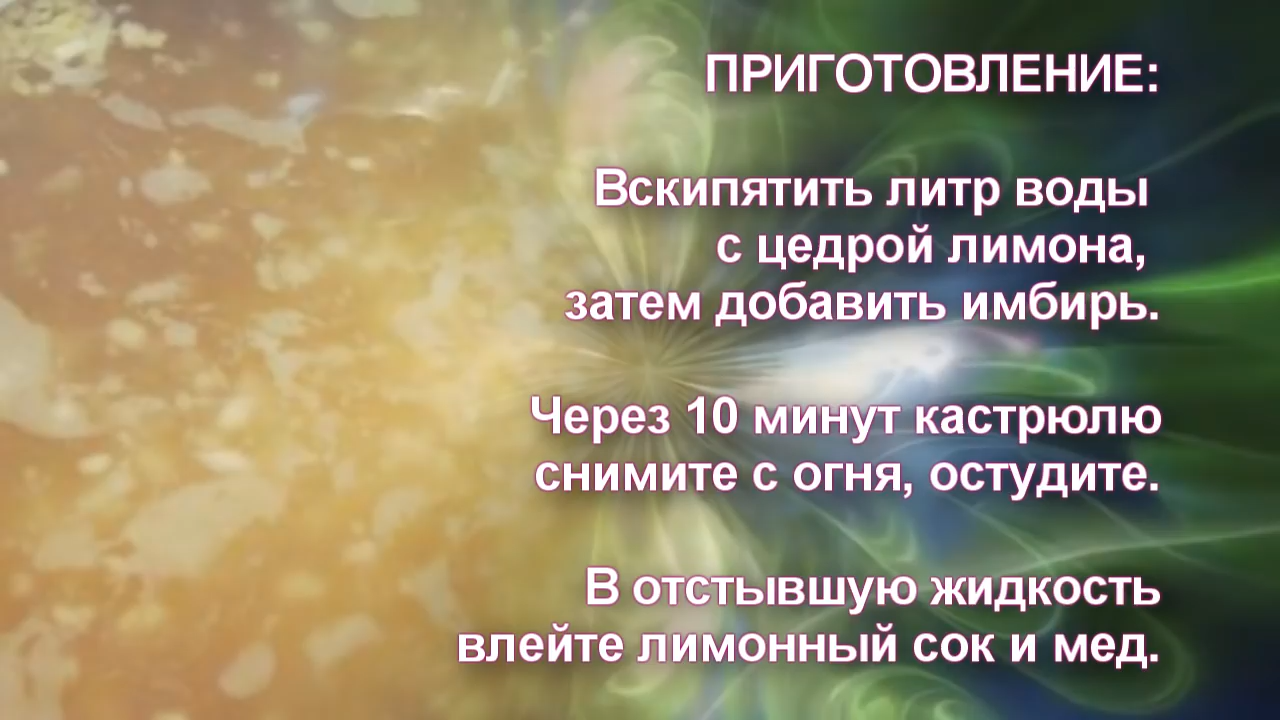 ПРИГОТОВЛЕНИЕ:
Вскипятить литр воды
с цедрой лимона,
затем добавить имбирь.
Через 10 минут кастрюлю
снимите с огня, остудите.
В отстывшую жидкость
влейте лимонный сок и мед.